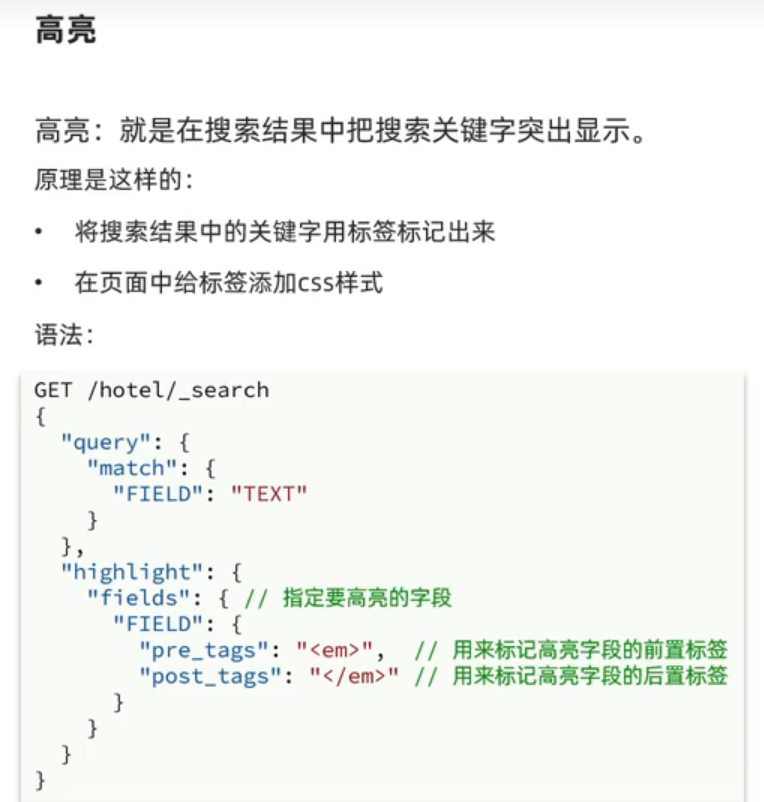 高亮
高亮：就是在搜索结果中把搜索关键字突出显示。
原理是这样的：
• 将搜索结果中的关键字用标签标记出来
• 在页面中给标签添加css样式
语法：
GET /hotel/_search
{
  "query": {
    "match": {
      "FIELD": "TEXT"
    }
  },
  "highlight": {
    "fields": { // 指定要高亮的字段
      "FIELD": {
        "pre_tags": "<em>",  // 用来标记高亮字段的前置标签
        "post_tags": "</em>" // 用来标记高亮字段的后置标签
      }
    }
  }
}